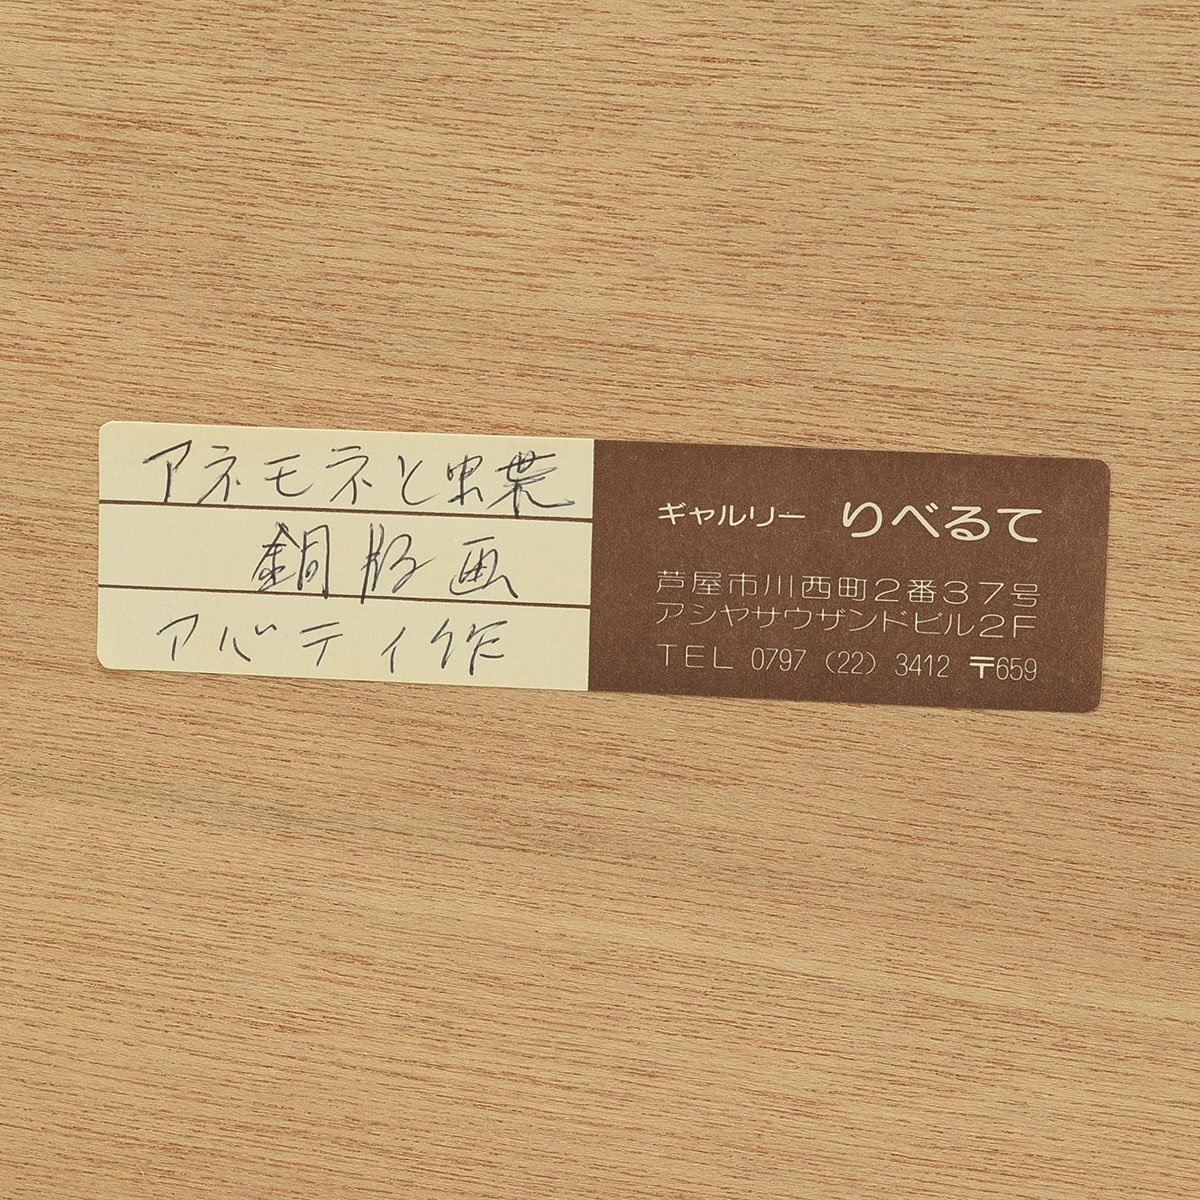 アネモネと果実
銅版画
アバティ作
ギャルリー りべるて
芦屋市川西町2番37号
アシヤサウザンドビル2F
TEL 0797 (22) 3412 〒659